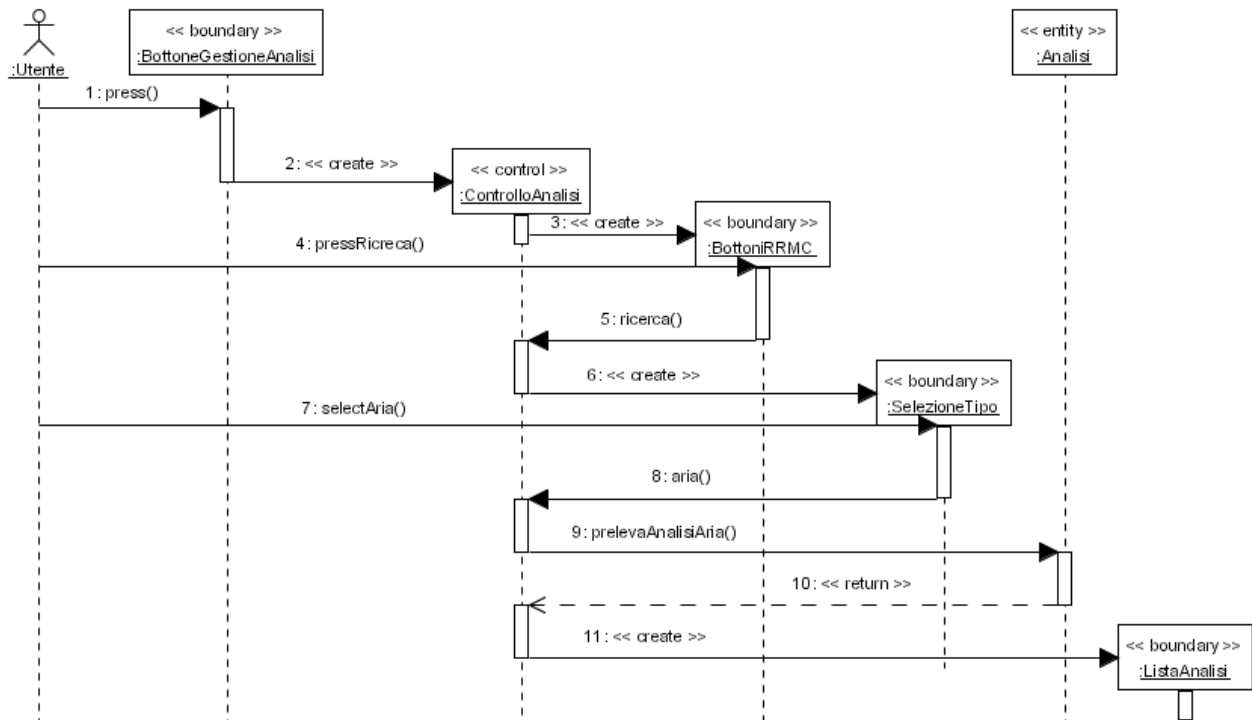 << boundary >>
:BottoneGestioneAnalisi
<< entity >>
:Analisi
:Utente
1 : press()
2 : << create >>
<< control >>
:ControlloAnalisi
3 : << create >>
<< boundary >>
:BottoniRRMC
4 : pressRicreca()
5 : ricerca()
6 : << create >>
<< boundary >>
:SelezioneTipo
7 : selectAria()
8 : aria()
9 : prelevaAnalisiAria()
10 : << return >>
11 : << create >>
<< boundary >>
:ListaAnalisi